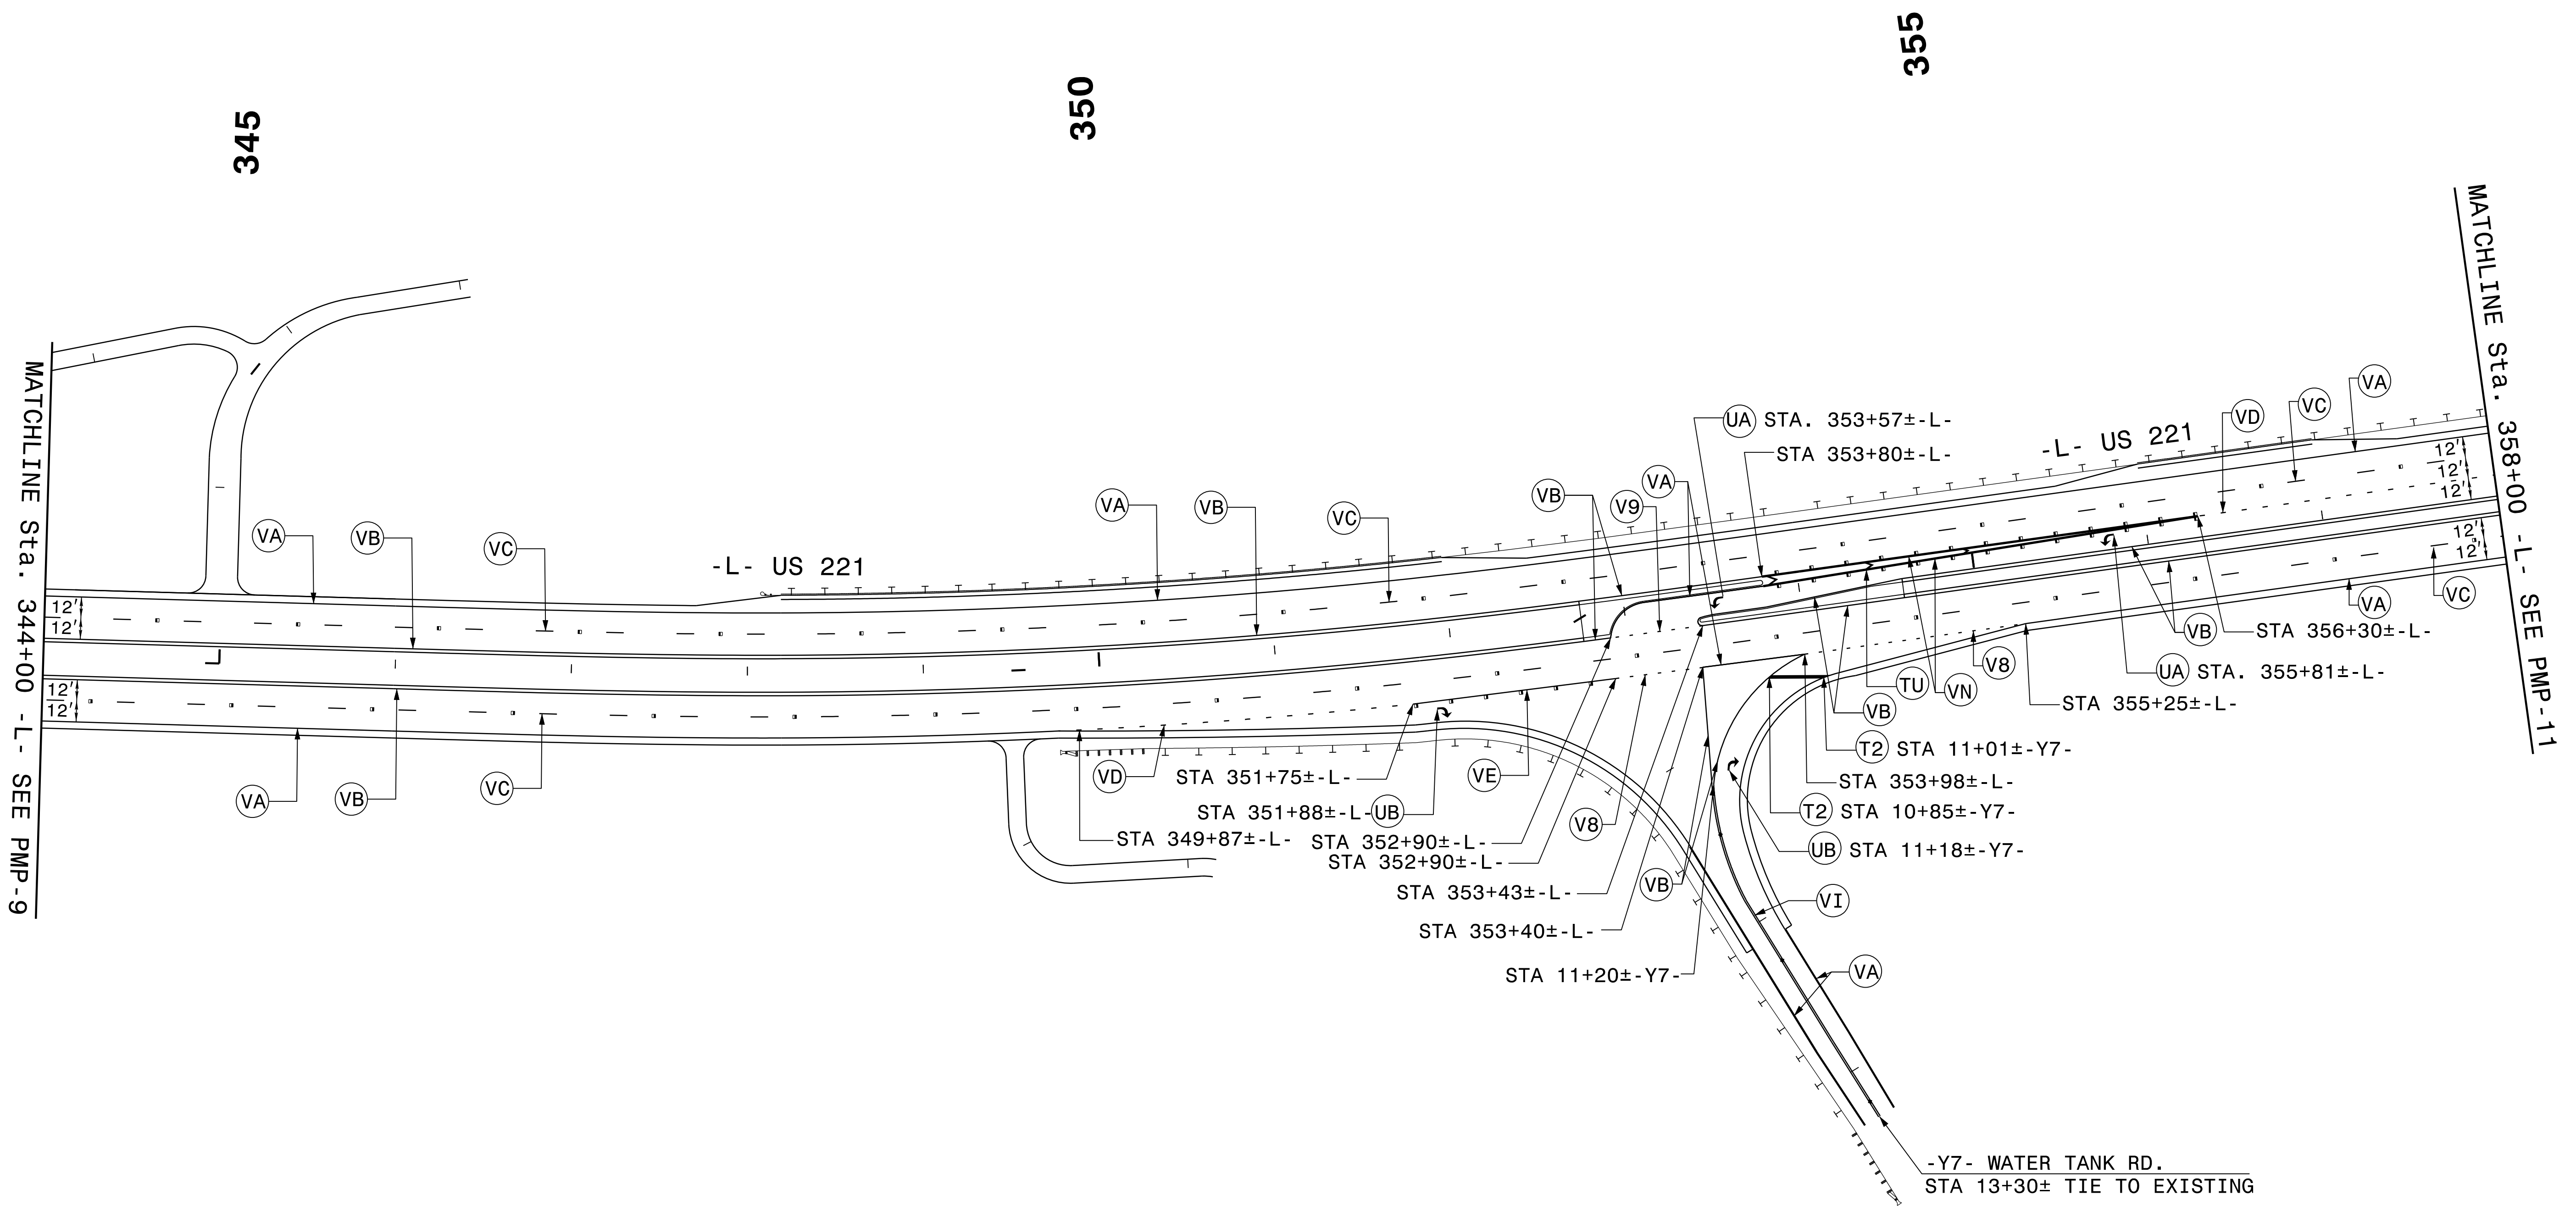 345
350
355
MATCHLINE Sta. 344+00 -L- SEE PMP-9
MATCHLINE Sta. 358+00 -L- SEE PMP-11
-L- US 221
-L- US 221
12'
12'
12'
12'
VA
VB
VC
VA
VB
VC
VA
VB
VC
VB
V9
VA
UA STA. 353+57±-L-
STA 353+80±-L-
VD
VC
VA
12'
12'
12'
12'
12'
VC
VA
VB
STA 356+30±-L-
UA STA. 355+81±-L-
V8
STA 355+25±-L-
TU
VN
VB
T2 STA 11+01±-Y7-
STA 353+98±-L-
T2 STA 10+85±-Y7-
UB STA 11+18±-Y7-
VD
STA 351+75±-L-
STA 351+88±-L- UB
STA 349+87±-L-
VE
V8
STA 352+90±-L-
STA 352+90±-L-
STA 353+43±-L-
STA 353+40±-L-
VB
STA 11+20±-Y7-
VI
VA
-Y7- WATER TANK RD.
STA 13+30± TIE TO EXISTING